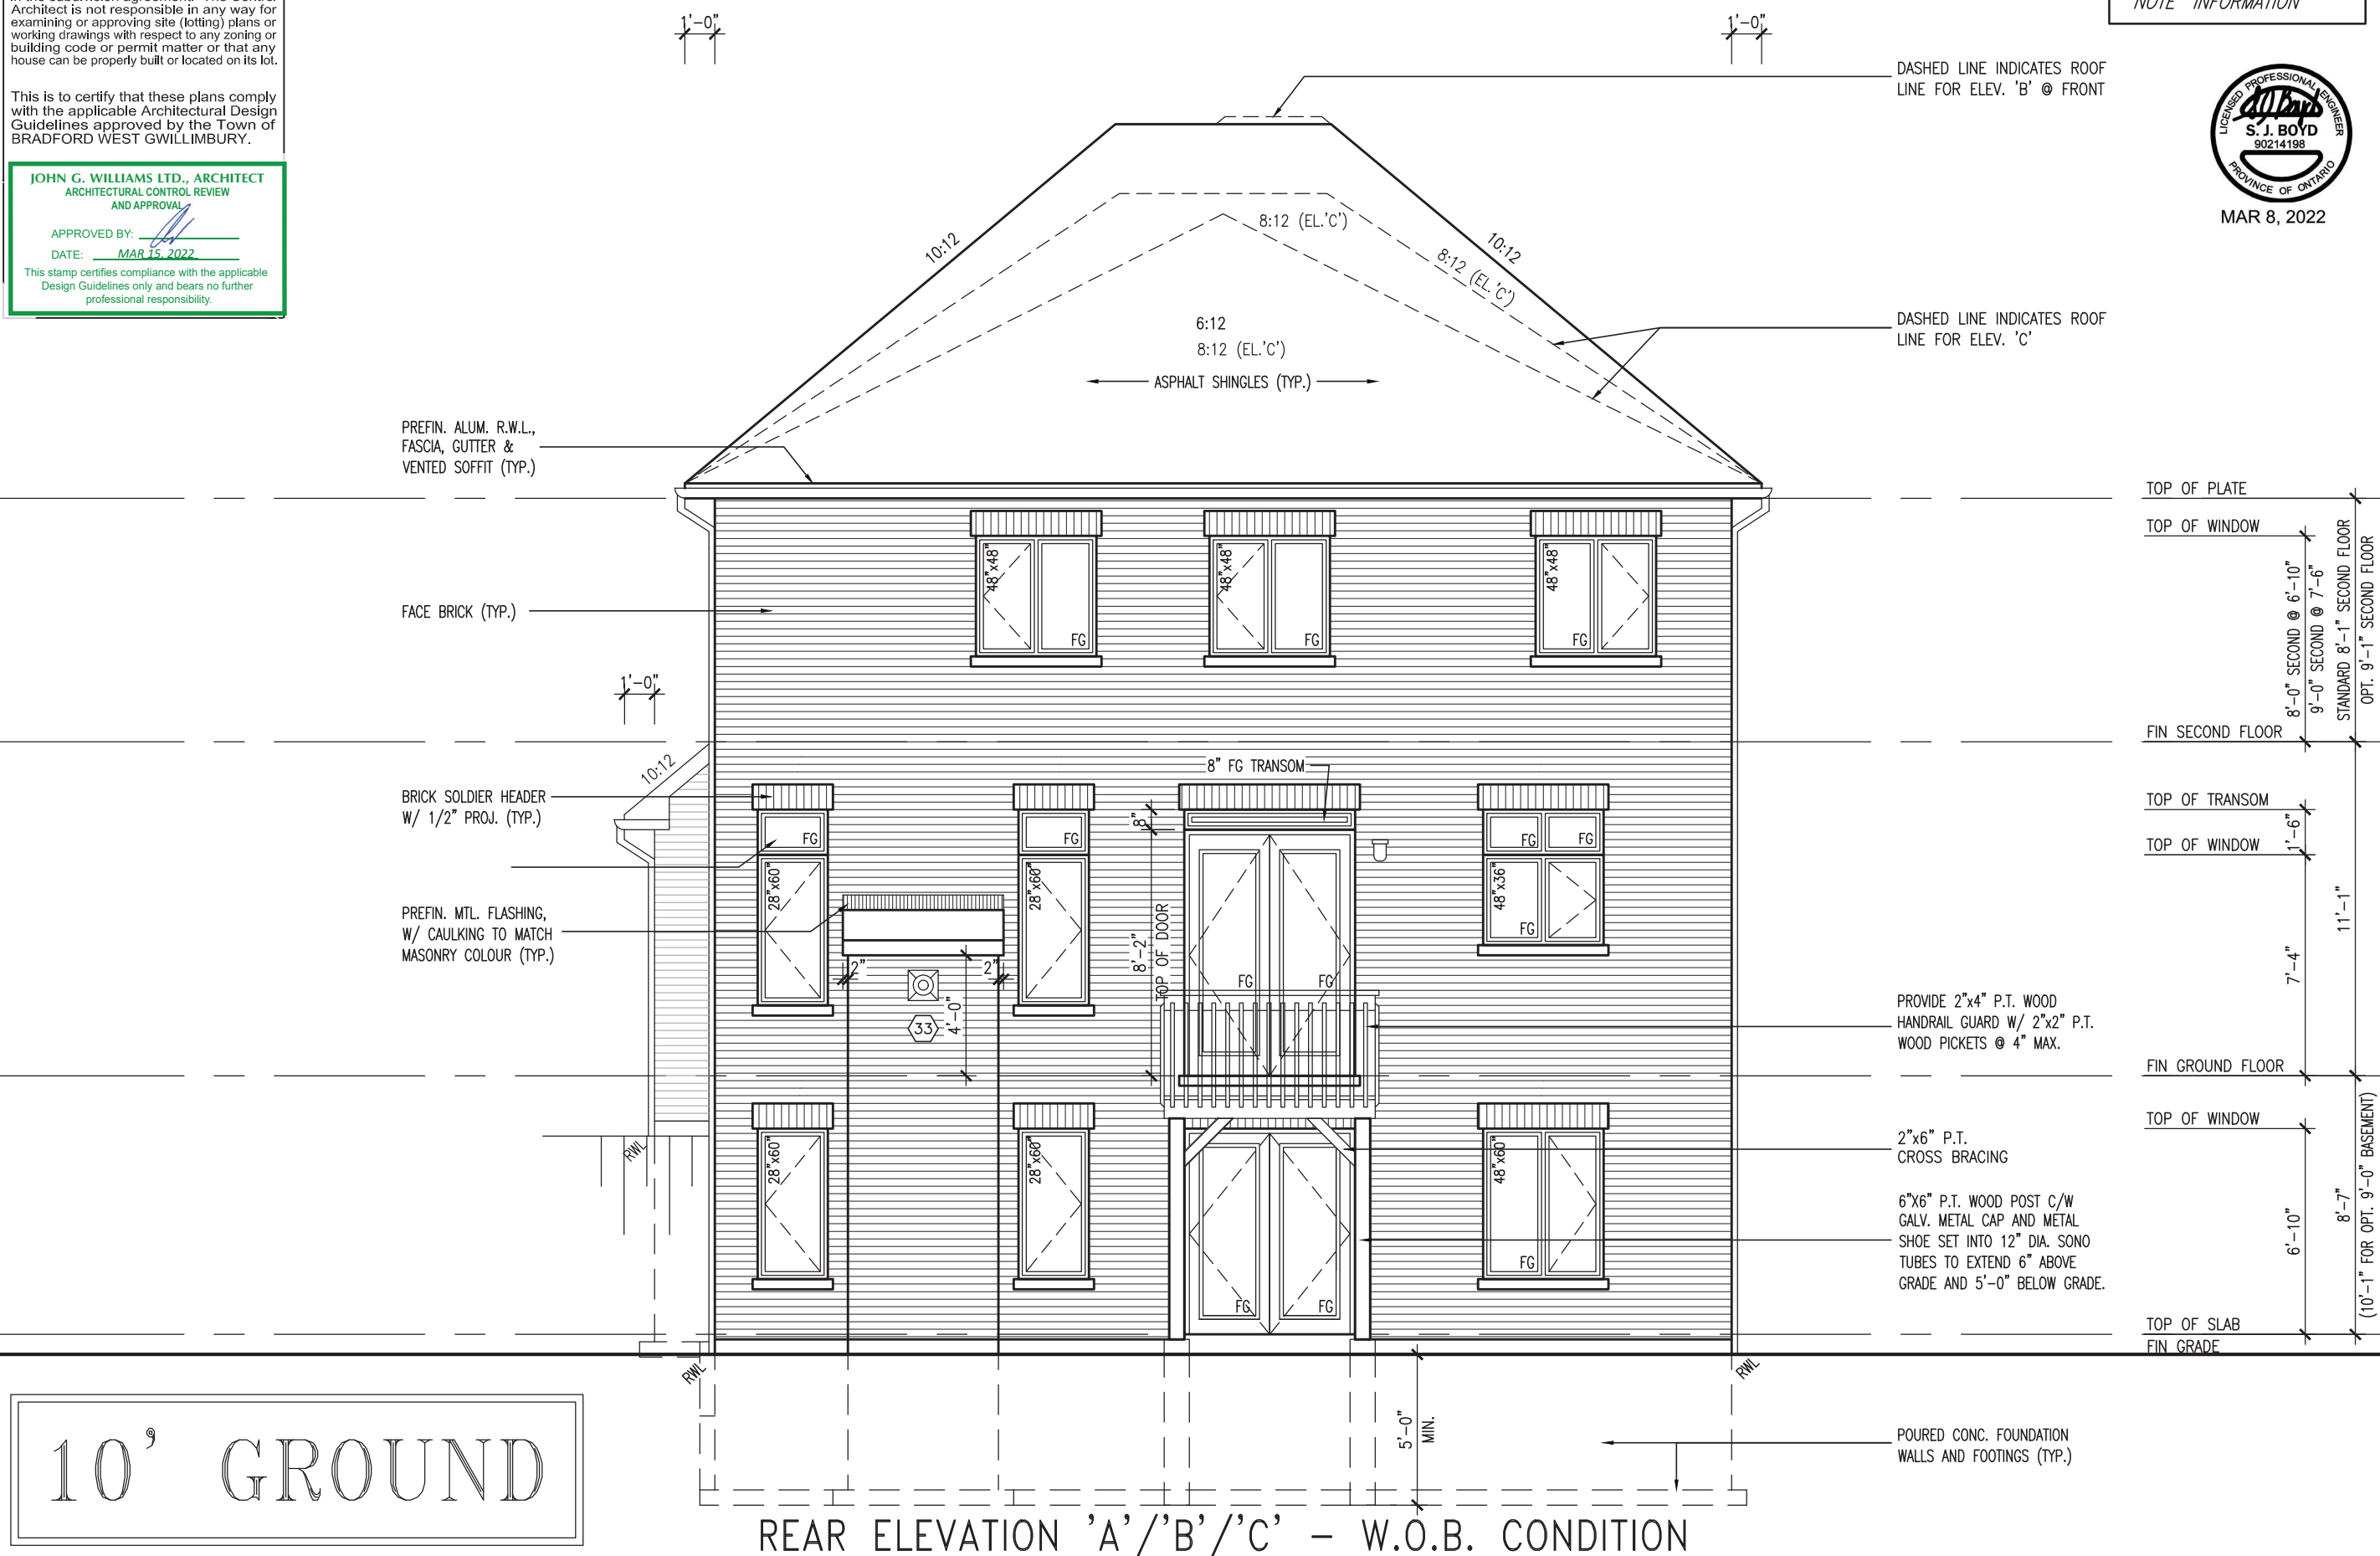 Architect is not responsible in any way for
examining or approving site (lotting) plans or
working drawings with respect to any zoning or
building code or permit matter or that any
house can be properly built or located on its lot.
This is to certify that these plans comply
with the applicable Architectural Design
Guidelines approved by the Town of
BRADFORD WEST GWILLIMBURY.
JOHN G. WILLIAMS LTD., ARCHITECT
ARCHITECTURAL CONTROL REVIEW
AND APPROVAL
APPROVED BY:
DATE: MAR 15, 2022
This stamp certifies compliance with the applicable
Design Guidelines only and bears no further
professional responsibility.
NOTE INFORMATION
LICENSED PROFESSIONAL ENGINEER
S. J. BOYD
90214198
PROVINCE OF ONTARIO
MAR 8, 2022
1'-0"
1'-0"
DASHED LINE INDICATES ROOF
LINE FOR ELEV. 'B' @ FRONT
10:12
8:12 (EL.'C')
8:12 (EL.'C')
10:12
6:12
8:12 (EL.'C')
ASPHALT SHINGLES (TYP.)
DASHED LINE INDICATES ROOF
LINE FOR ELEV. 'C'
PREFIN. ALUM. R.W.L.,
FASCIA, GUTTER &
VENTED SOFFIT (TYP.)
FACE BRICK (TYP.)
48"x48"
FG
48"x48"
FG
48"x48"
FG
1'-0"
10:12
BRICK SOLDIER HEADER
W/ 1/2" PROJ. (TYP.)
PREFIN. MTL. FLASHING,
W/ CAULKING TO MATCH
MASONRY COLOUR (TYP.)
8" FG TRANSOM
8"
FG
28"x60"
FG
28"x60"
8'-2"
TOP OF DOOR
FG
FG
FG
FG
48"x36"
FG
2"
2"
33
4'-0"
28"x60"
28"x60"
FG
FG
48"x60"
FG
RWL
RWL
RWL
5'-0"
MIN.
PROVIDE 2"x4" P.T. WOOD
HANDRAIL GUARD W/ 2"x2" P.T.
WOOD PICKETS @ 4" MAX.
2"x6" P.T.
CROSS BRACING
6"X6" P.T. WOOD POST C/W
GALV. METAL CAP AND METAL
SHOE SET INTO 12" DIA. SONO
TUBES TO EXTEND 6" ABOVE
GRADE AND 5'-0" BELOW GRADE.
POURED CONC. FOUNDATION
WALLS AND FOOTINGS (TYP.)
TOP OF PLATE
TOP OF WINDOW
8'-0" SECOND @ 6'-10"
9'-0" SECOND @ 7'-6"
STANDARD 8'-1" SECOND FLOOR
OPT. 9'-1" SECOND FLOOR
FIN SECOND FLOOR
TOP OF TRANSOM
1'-6"
TOP OF WINDOW
7'-4"
11'-1"
FIN GROUND FLOOR
TOP OF WINDOW
6'-10"
8'-7"
(10'-1" FOR OPT. 9'-0" BASEMENT)
TOP OF SLAB
FIN GRADE
10' GROUND
REAR ELEVATION 'A'/'B'/'C' - W.O.B. CONDITION